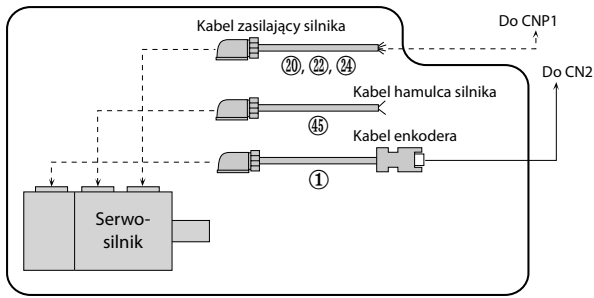 Kabel zasilający silnika
Do CNP1
⑳, ㉒, ㉔
Do CN2
Kabel hamulca silnika
㊺
Kabel enkodera
①
Serwo-
silnik